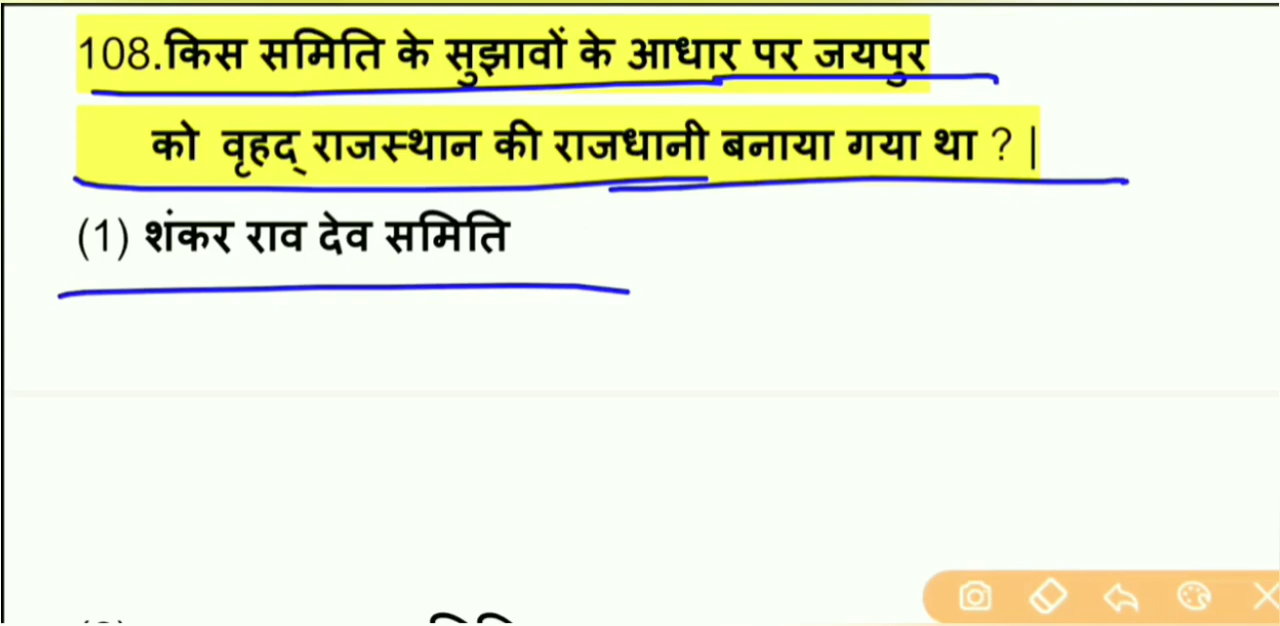 108.किस समिति के सुझावों के आधार पर जयपुर
को वृहद् राजस्थान की राजधानी बनाया गया था ? |
(1) शंकर राव देव समिति